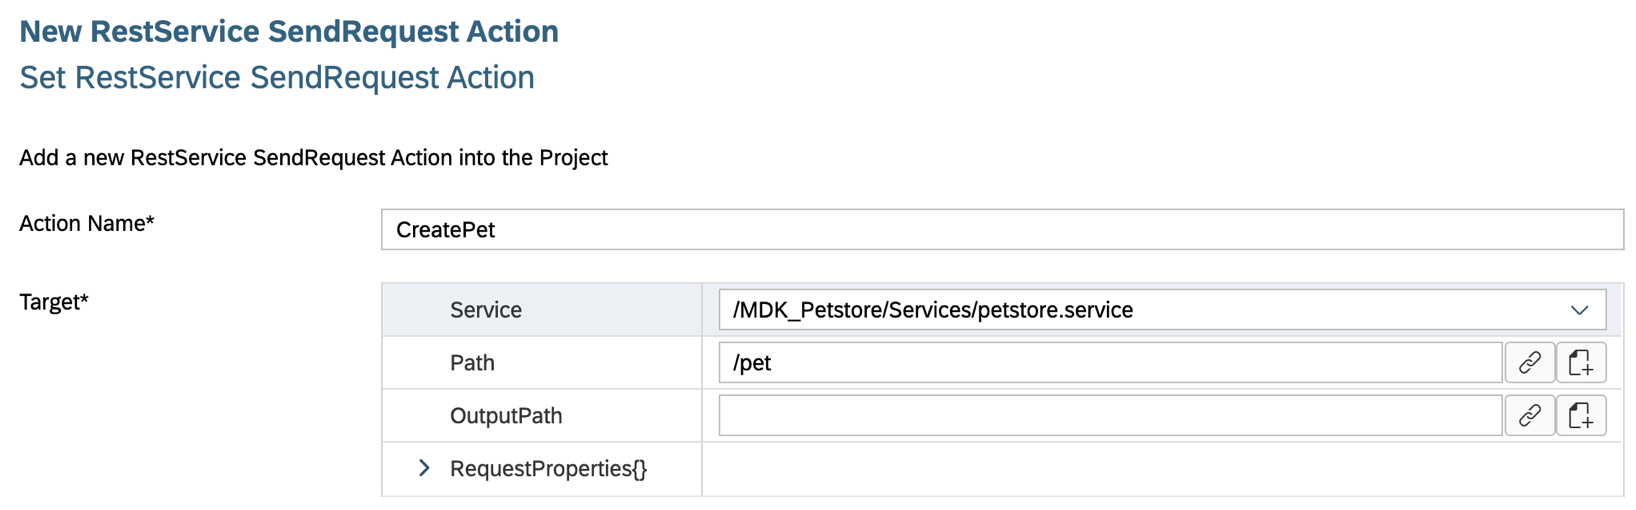 New RestService SendRequest Action
Set RestService SendRequest Action
Add a new RestService SendRequest Action into the Project
Action Name*
CreatePet
Target*
Service
/MDK_Petstore/Services/petstore.service
Path
/pet
OutputPath
RequestProperties{}